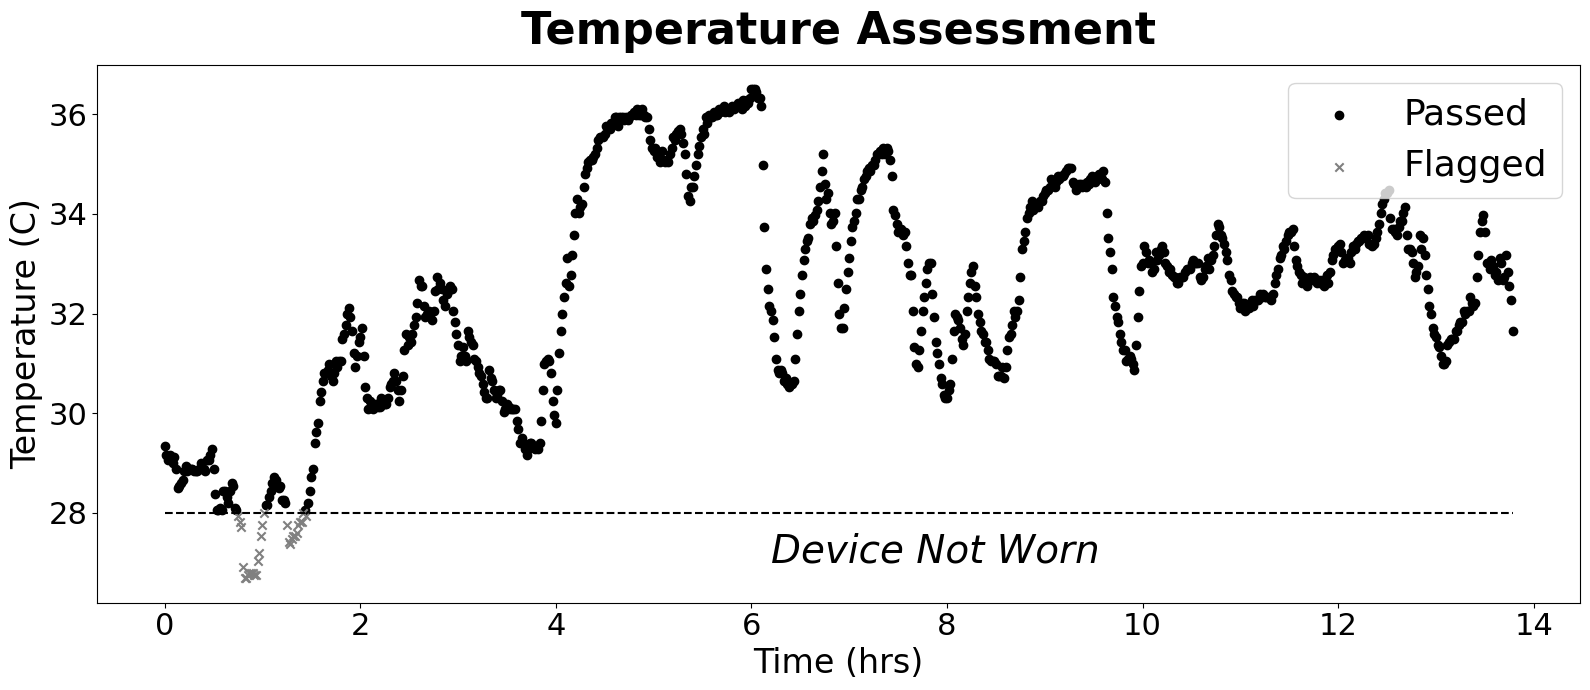 Temperature Assessment
Temperature (C)
36
34
32
30
28
Passed
Flagged
Device Not Worn
0 2 4 6 8 10 12 14
Time (hrs)